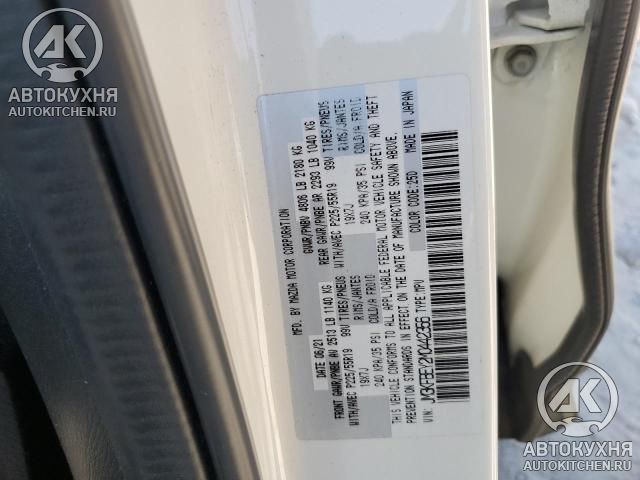 АВТОКУХНЯ
AUTOKITCHEN.RU
MFD. BY MAZDA MOTOR CORPORATION
DATE 06/21 GVWR/PNBV 4806 LB 2180 KG
FRONT GAWR/PNBE AV 2513 LB 1140 KG REAR GAWR/PNBE AR 2293 LB 1040 KG
WITH/AVEC P225/55R19 99V TIRES/PNEUS WITH/AVEC P225/55R19 99V TIRES/PNEUS
19X7J RIMS/JANTES 19X7J RIMS/JANTES
240 KPA/35 PSI COLD/A FROID 240 KPA/35 PSI COLD/A FROID
THIS VEHICLE CONFORMS TO ALL APPLICABLE FEDERAL MOTOR VEHICLE SAFETY AND THEFT
PREVENTION STANDARDS IN EFFECT ON THE DATE OF MANUFACTURE SHOWN ABOVE.
VIN: TYPE:MPV COLOR CODE:25D MADE IN JAPAN
АВТОКУХНЯ
AUTOKITCHEN.RU